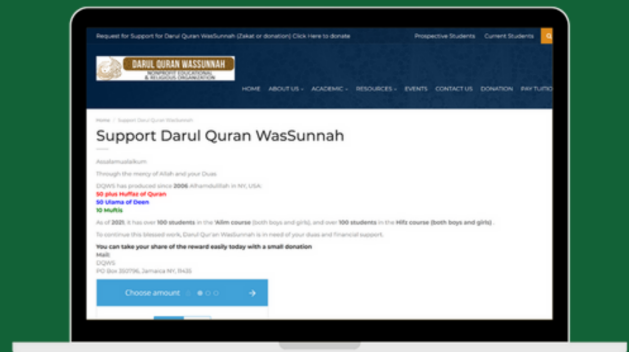 Request for Support for Darul Quran WasSunnah (Zakat or donation) Click Here to donate
Prospective Students Current Students
DARUL QURAN WASSUNNAH
NONPROFIT EDUCATIONAL
& RELIGIOUS ORGANIZATION
HOME ABOUT US ACADEMIC RESOURCES EVENTS CONTACT US DONATION PAY TUITIO
Home / Support Darul Quran WasSunnah
Support Darul Quran WasSunnah
Assalamualaikum
Through the mercy of Allah and your Duas
DQWS has produced since 2006 Alhamdulillah in NY, USA:
50 plus Huffaz of Quran
50 Ulama of Deen
10 Muftis
As of 2021, it has over 100 students in the 'Alim course (both boys and girls), and over 100 students in the Hifz course (both boys and girls).
To continue this blessed work, Darul Quran WasSunnah is in need of your duas and financial support.
You can take your share of the reward easily today with a small donation
Mail:
DQWS
PO Box 350796, Jamaica NY, 11435
Choose amount